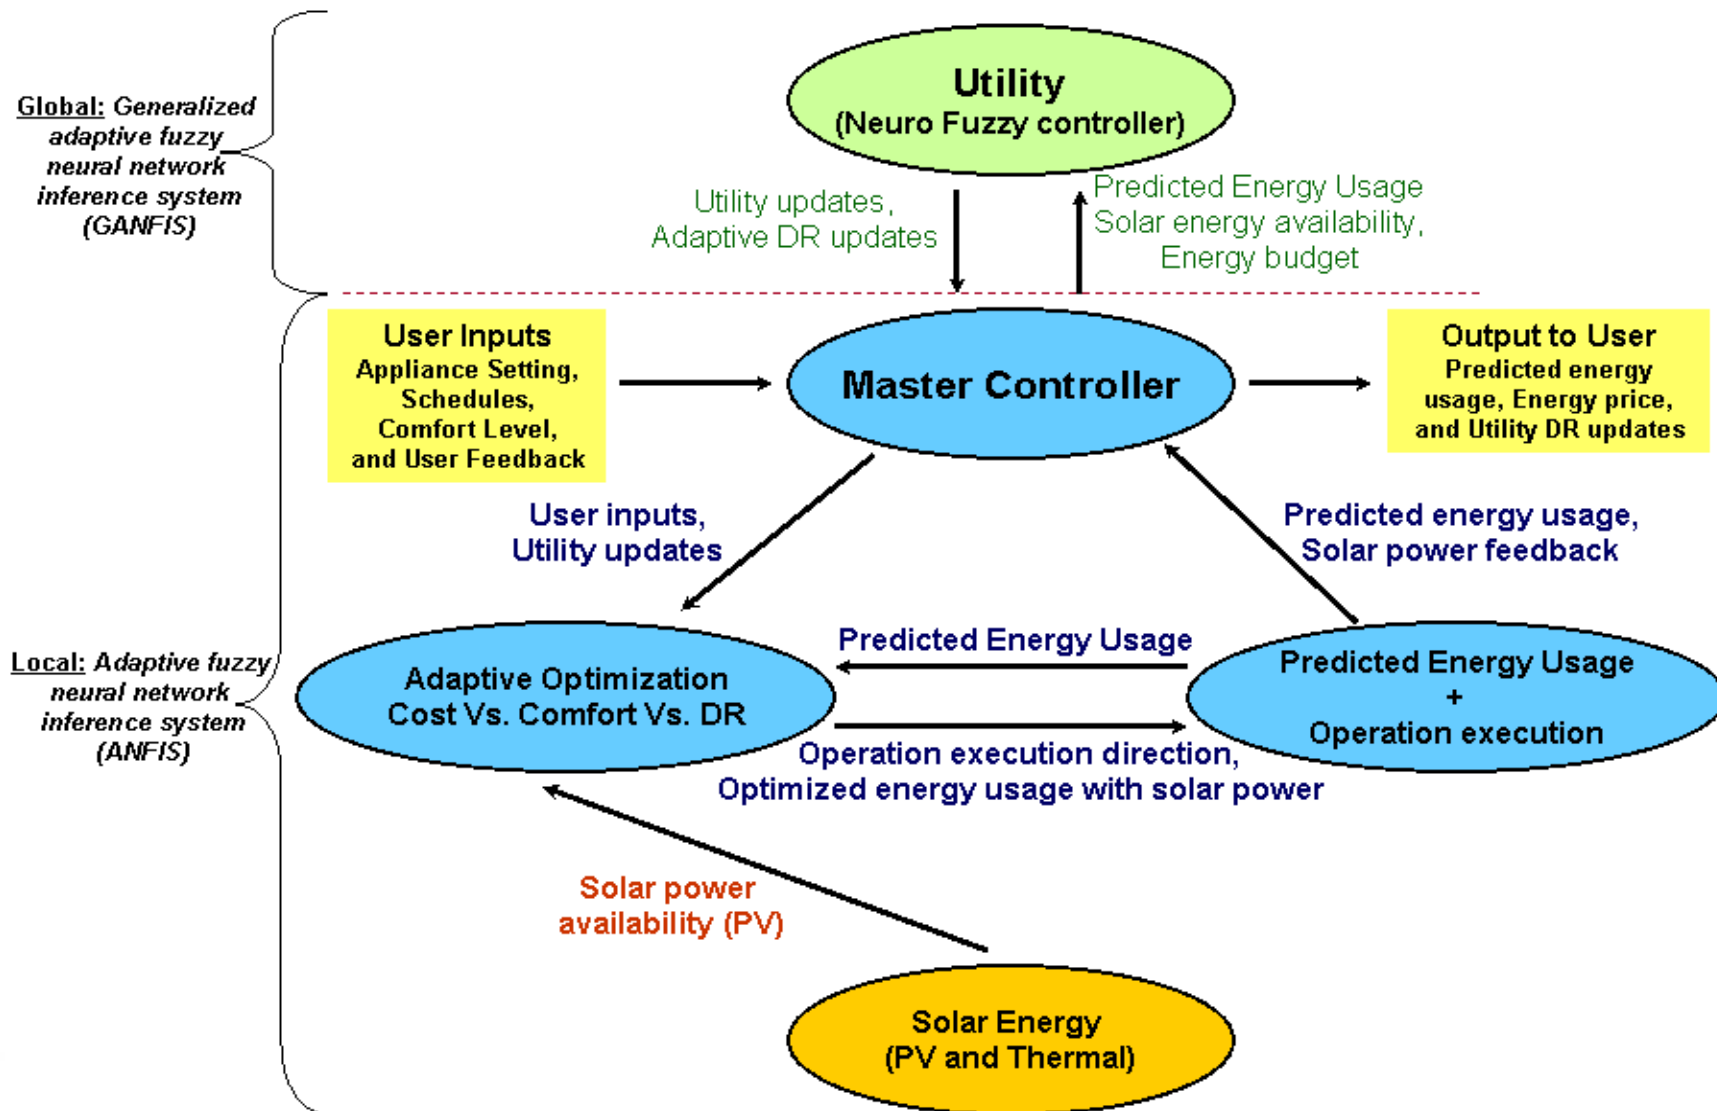 Utility
(Neuro Fuzzy controller)
Global: Generalized
adaptive fuzzy
neural network
inference system
(GANFIS)
Utility updates,
Adaptive DR updates
Predicted Energy Usage
Solar energy availability,
Energy budget
User Inputs
Appliance Setting,
Schedules,
Comfort Level,
and User Feedback
Master Controller
Output to User
Predicted energy
usage, Energy price,
and Utility DR updates
User inputs,
Utility updates
Predicted energy usage,
Solar power feedback
Local: Adaptive fuzzy
neural network
inference system
(ANFIS)
Adaptive Optimization
Cost Vs. Comfort Vs. DR
Predicted Energy Usage
Predicted Energy Usage
+
Operation execution
Operation execution direction,
Optimized energy usage with solar power
Solar power
availability (PV)
Solar Energy
(PV and Thermal)